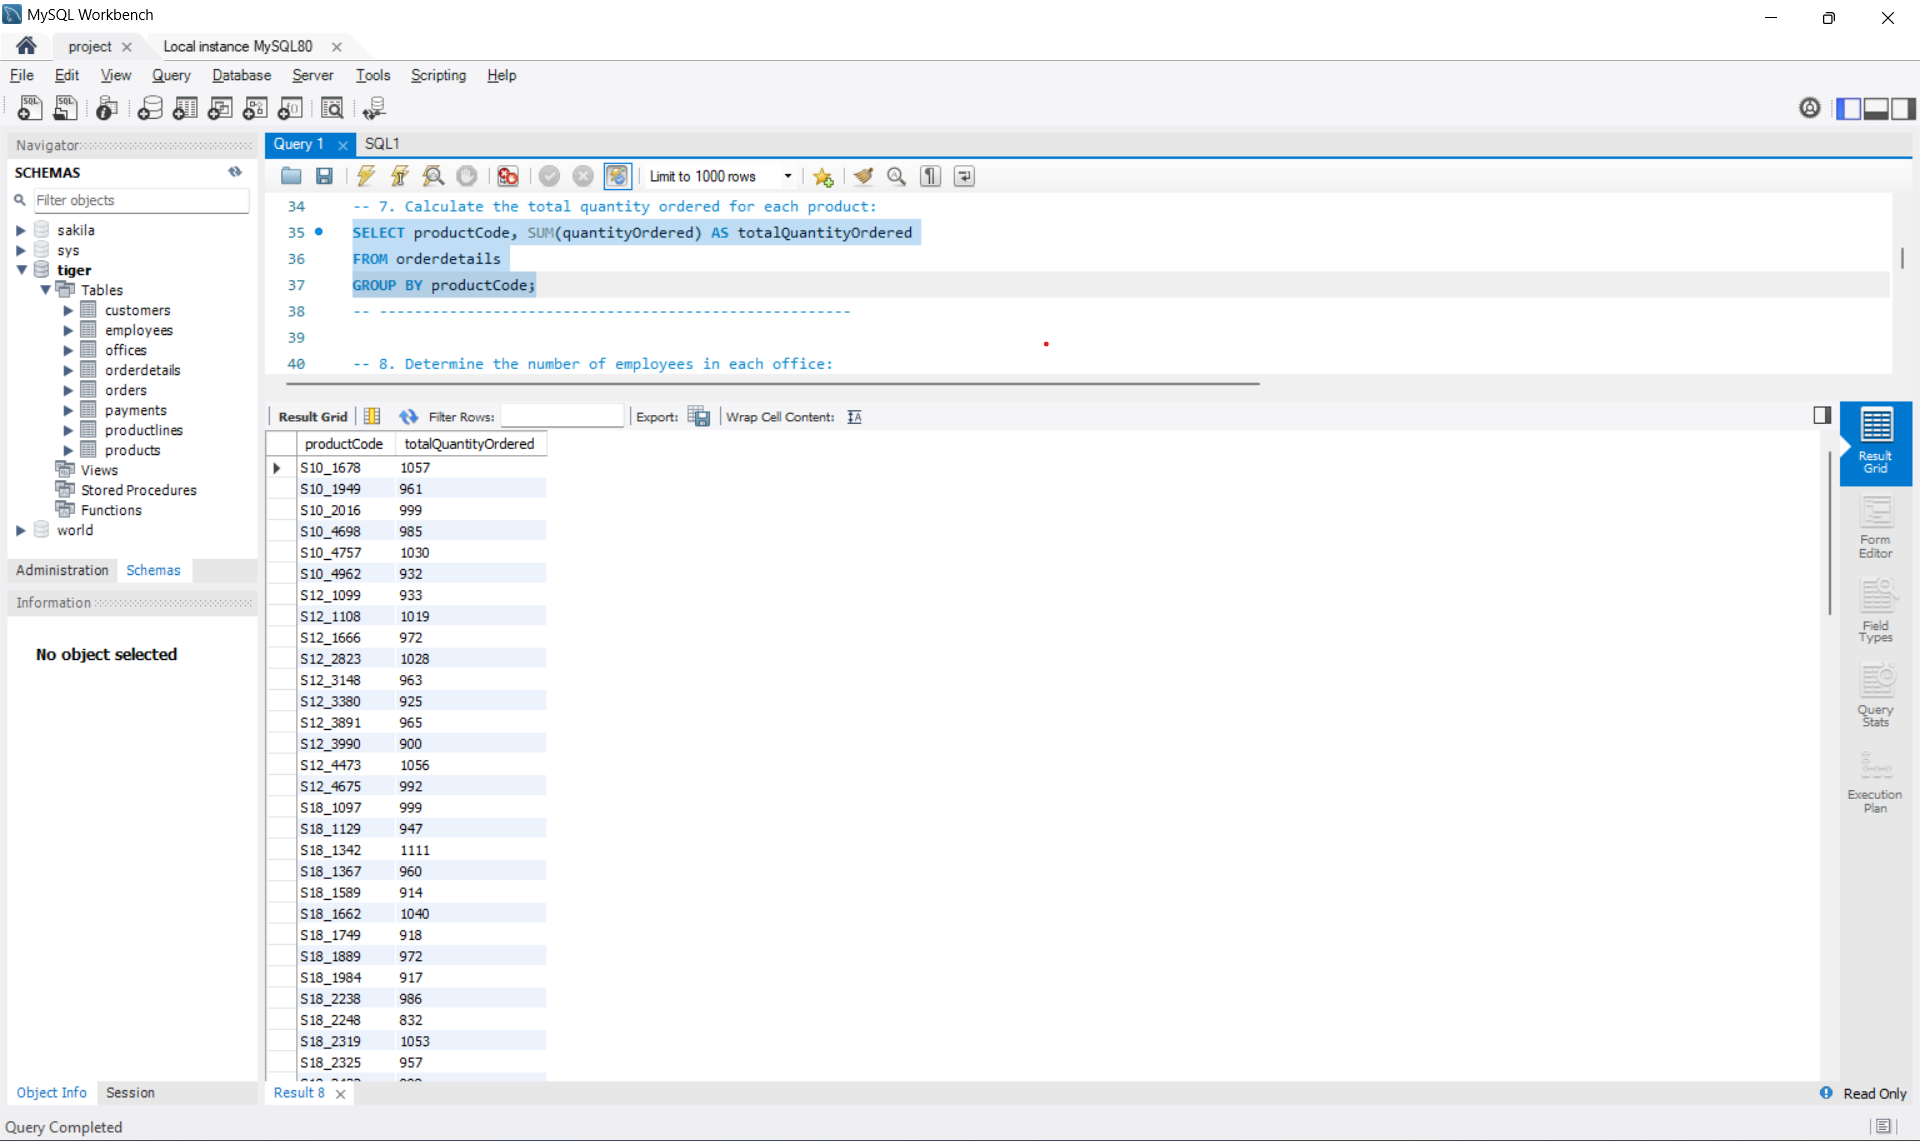 MySQL Workbench
project
Local instance MySQL80
File Edit View Query Database Server Tools Scripting Help
Navigator
SCHEMAS
Filter objects
sakila
sys
tiger
Tables
customers
employees
offices
orderdetails
orders
payments
productlines
products
Views
Stored Procedures
Functions
world
Administration Schemas
Information
No object selected
Object Info Session
Query 1 SQL1
Limit to 1000 rows
34 -- 7. Calculate the total quantity ordered for each product:
35 SELECT productCode, SUM(quantityOrdered) AS totalQuantityOrdered
36 FROM orderdetails
37 GROUP BY productCode;
38 -- ------------------------------------------------------
39
40 -- 8. Determine the number of employees in each office:
Result Grid Filter Rows: Export: Wrap Cell Content:
productCode totalQuantityOrdered
S10_1678 1057
S10_1949 961
S10_2016 999
S10_4698 985
S10_4757 1030
S10_4962 932
S12_1099 933
S12_1108 1019
S12_1666 972
S12_2823 1028
S12_3148 963
S12_3380 925
S12_3891 965
S12_3990 900
S12_4473 1056
S12_4675 992
S18_1097 999
S18_1129 947
S18_1342 1111
S18_1367 960
S18_1589 914
S18_1662 1040
S18_1749 918
S18_1889 972
S18_1984 917
S18_2238 986
S18_2248 832
S18_2319 1053
S18_2325 957
Result
Grid
Form
Editor
Field
Types
Query
Stats
Execution
Plan
Result 8
Read Only
Query Completed